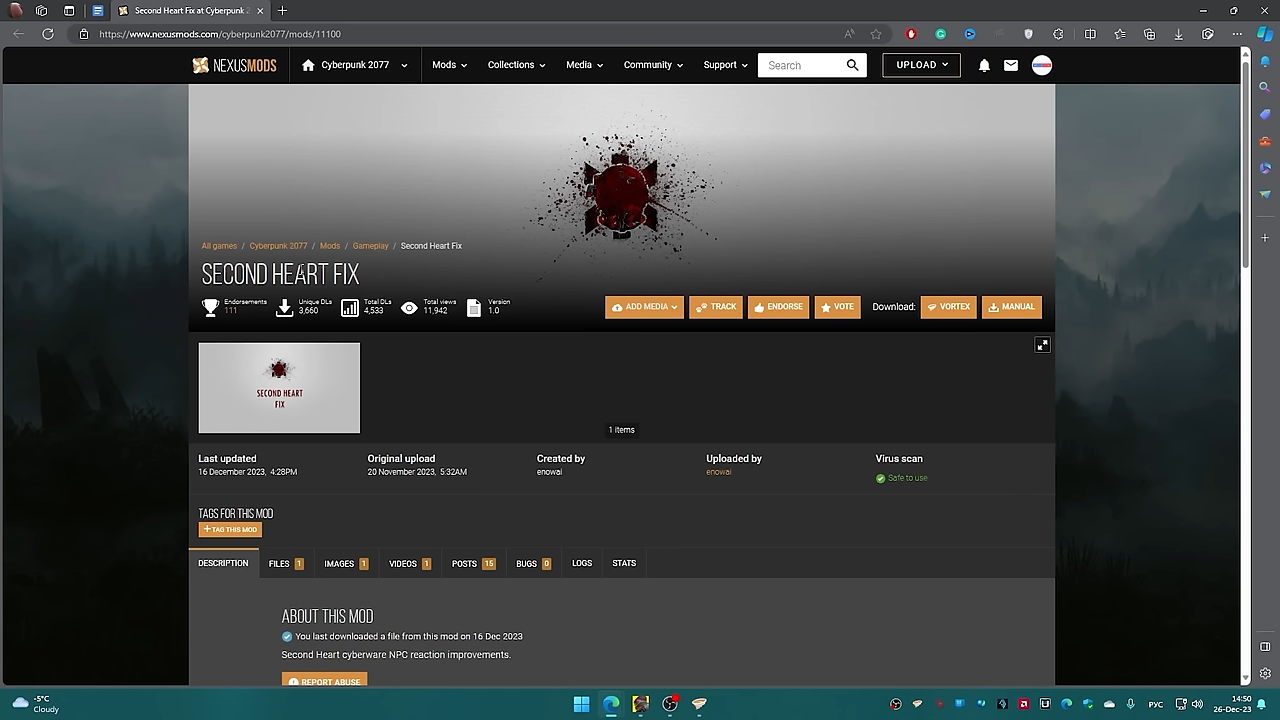 Second Heart Fix at Cyberpunk 2
https://www.nexusmods.com/cyberpunk2077/mods/11100
NEXUSMODS
Cyberpunk 2077
Mods
Collections
Media
Community
Support
Search
UPLOAD
All games / Cyberpunk 2077 / Mods / Gameplay / Second Heart Fix
SECOND HEART FIX
Endorsements Unique DLs Total DLs Total views Version
111 3,660 4,533 11,942 1.0
ADD MEDIA TRACK ENDORSE VOTE Download: VORTEX MANUAL
SECOND HEART
FIX
1 items
Last updated Original upload Created by Uploaded by Virus scan
16 December 2023, 4:28PM 20 November 2023, 5:32AM enowai enowai Safe to use
TAGS FOR THIS MOD
+TAG THIS MOD
DESCRIPTION FILES 1 IMAGES 1 VIDEOS 1 POSTS 15 BUGS 0 LOGS STATS
ABOUT THIS MOD
You last downloaded a file from this mod on 16 Dec 2023
Second Heart cyberware NPC reaction improvements.
REPORT ABUSE
-5°C
Cloudy
РУС
14:50
26-Dec-23